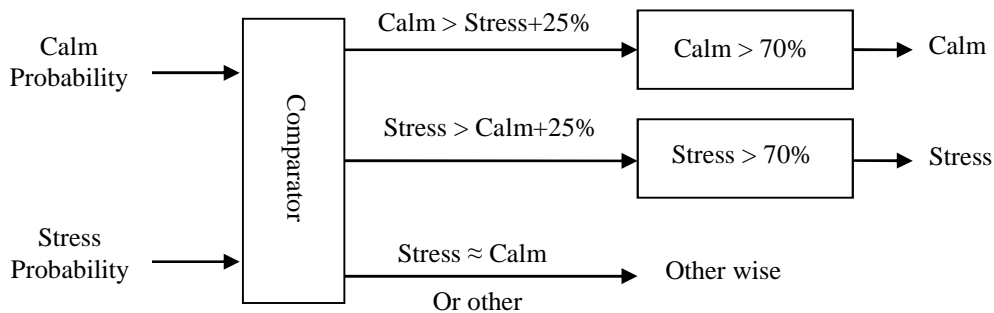 Calm
Probability
Stress
Probability
Comparator
Calm > Stress+25%
Calm > 70%
Calm
Stress > Calm+25%
Stress > 70%
Stress
Stress ≈ Calm
Or other
Other wise